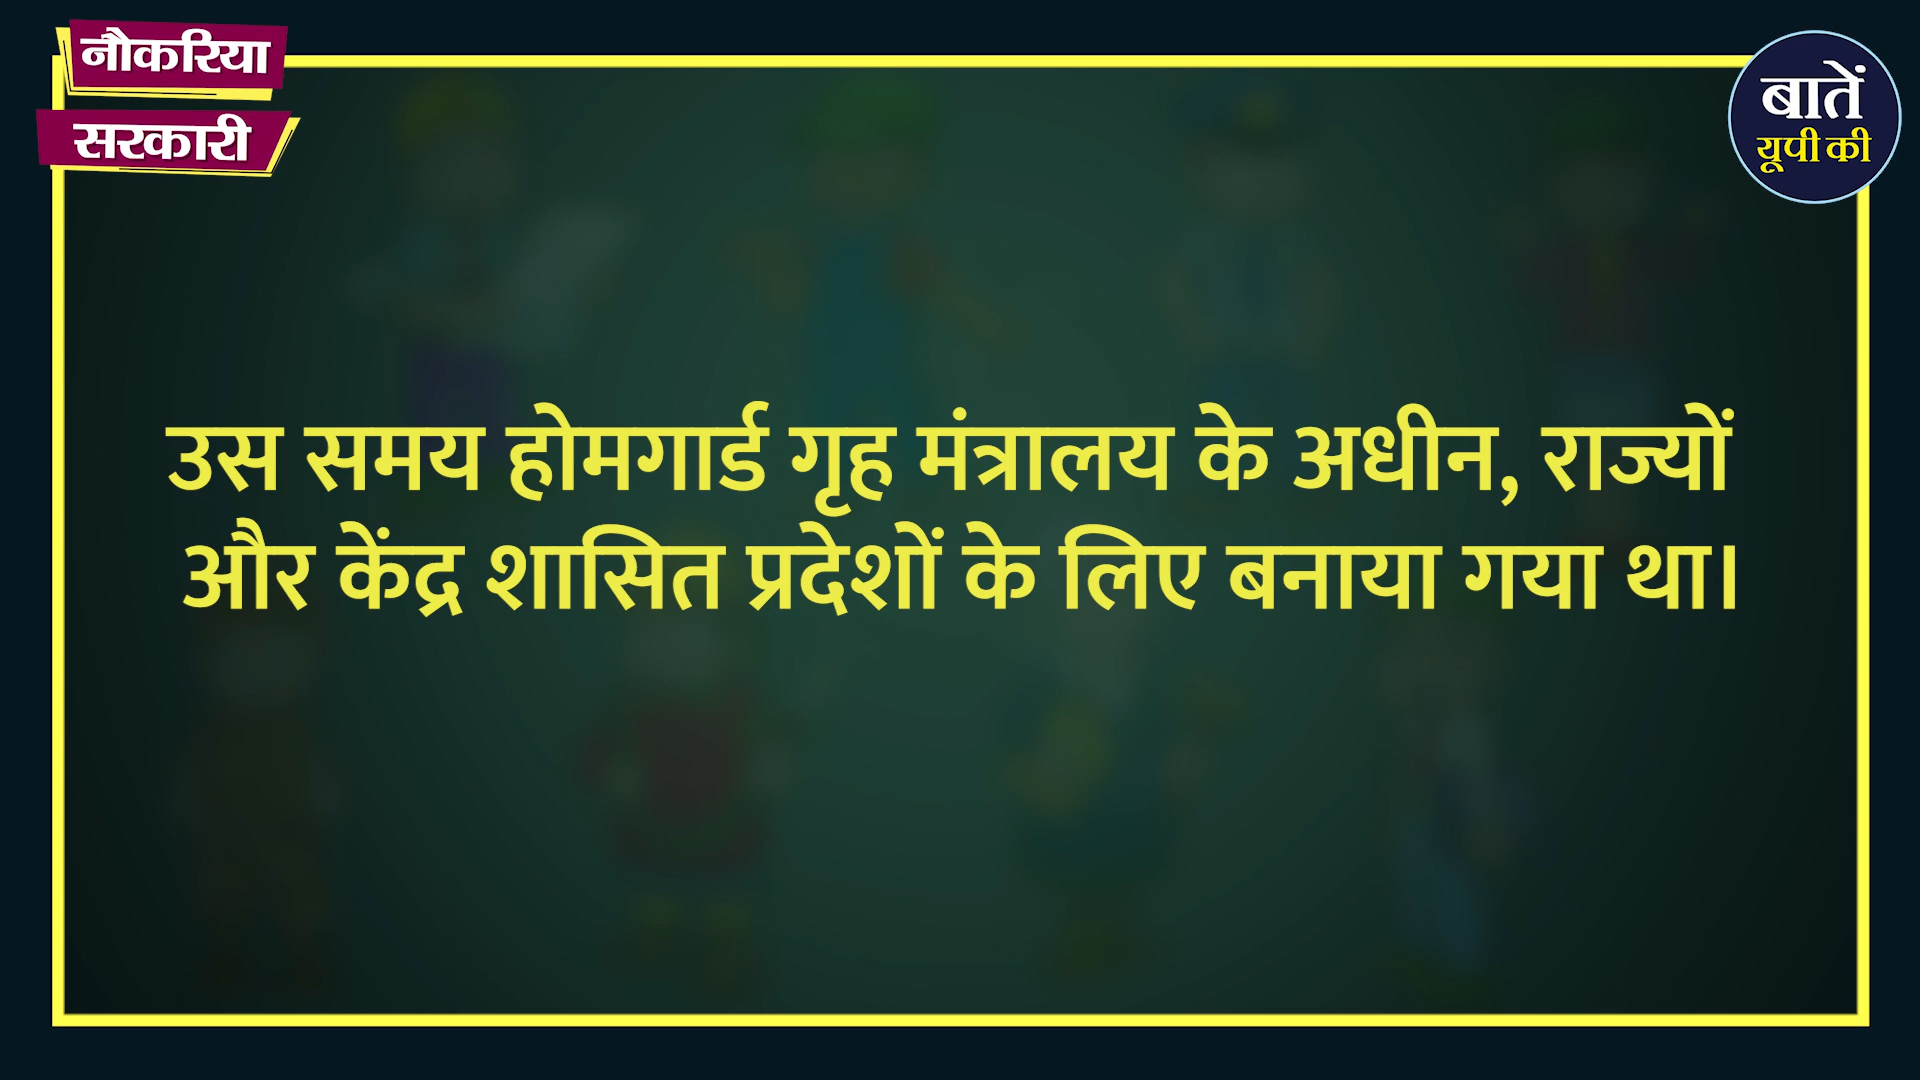 नौकरिया
सरकारी
बातें
यूपी की
उस समय होमगार्ड गृह मंत्रालय के अधीन, राज्यों
और केंद्र शासित प्रदेशों के लिए बनाया गया था।